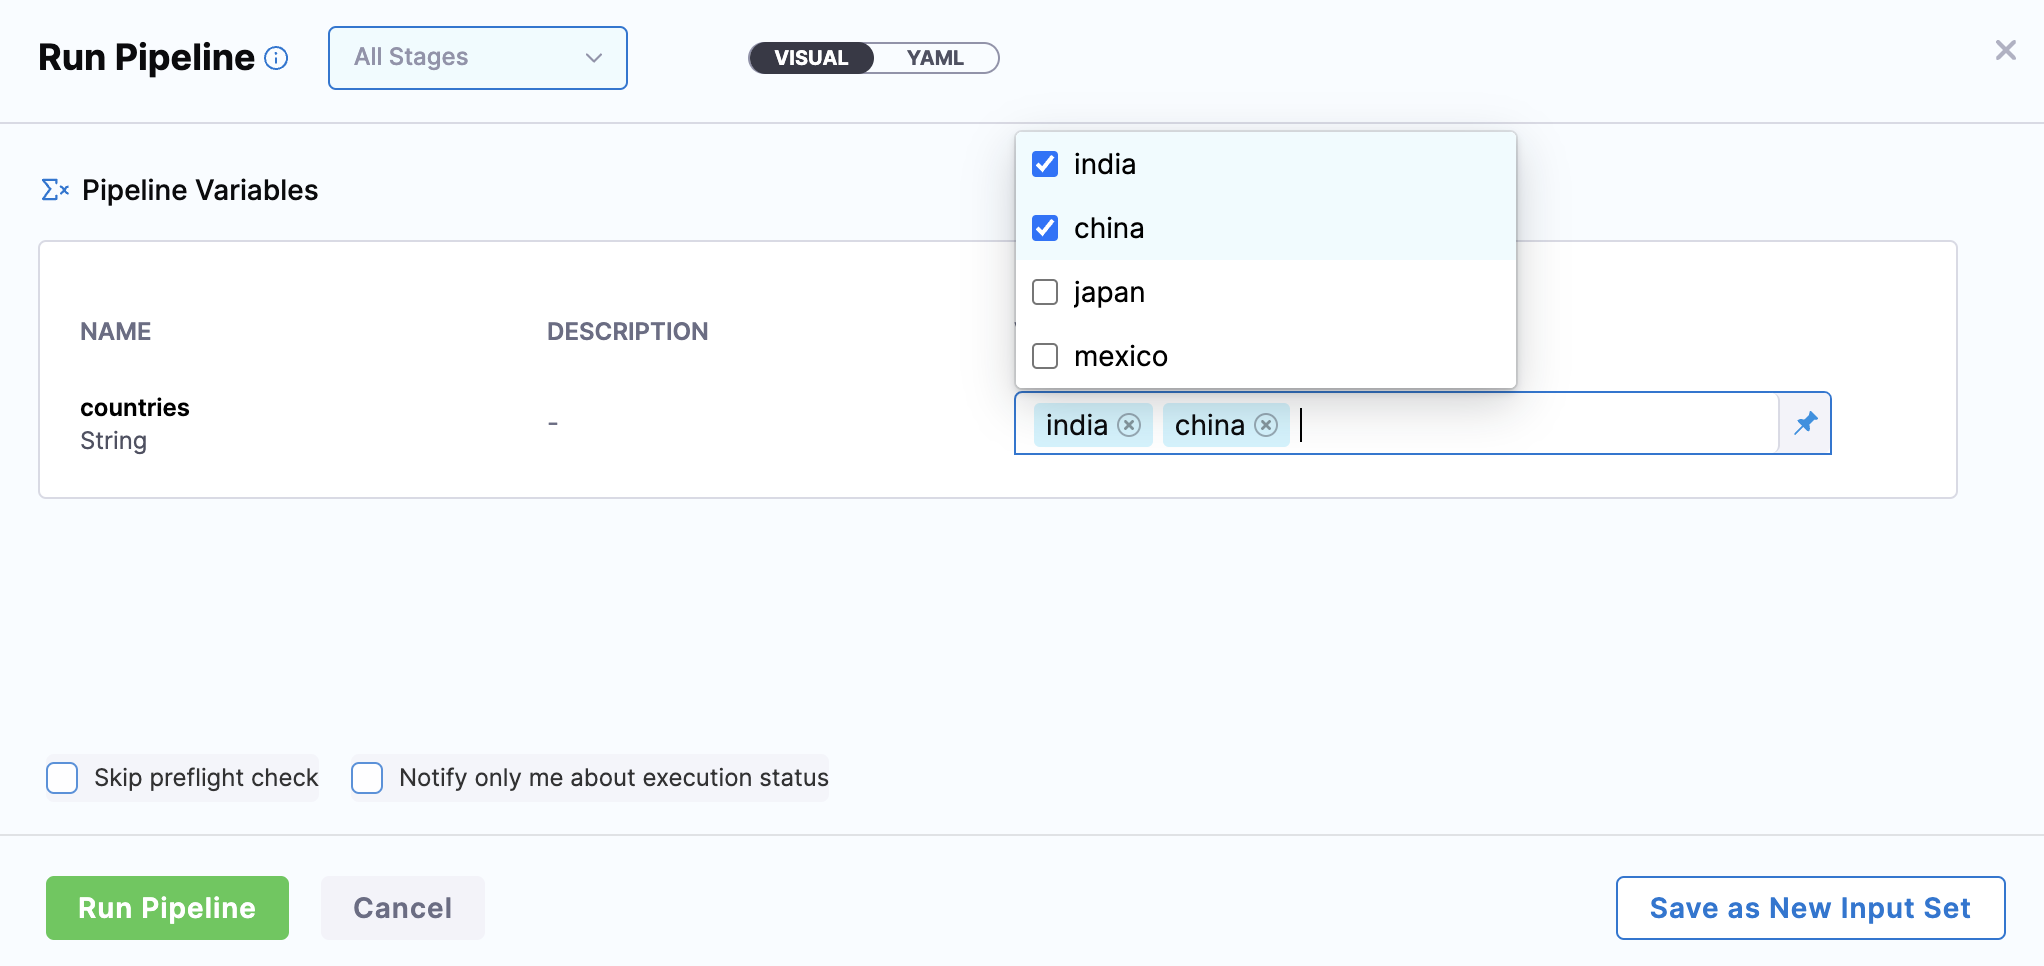 Run Pipeline
All Stages
VISUAL YAML
Pipeline Variables
india
china
japan
mexico
NAME DESCRIPTION
countries
String
-
india china
Skip preflight check Notify only me about execution status
Run Pipeline Cancel Save as New Input Set